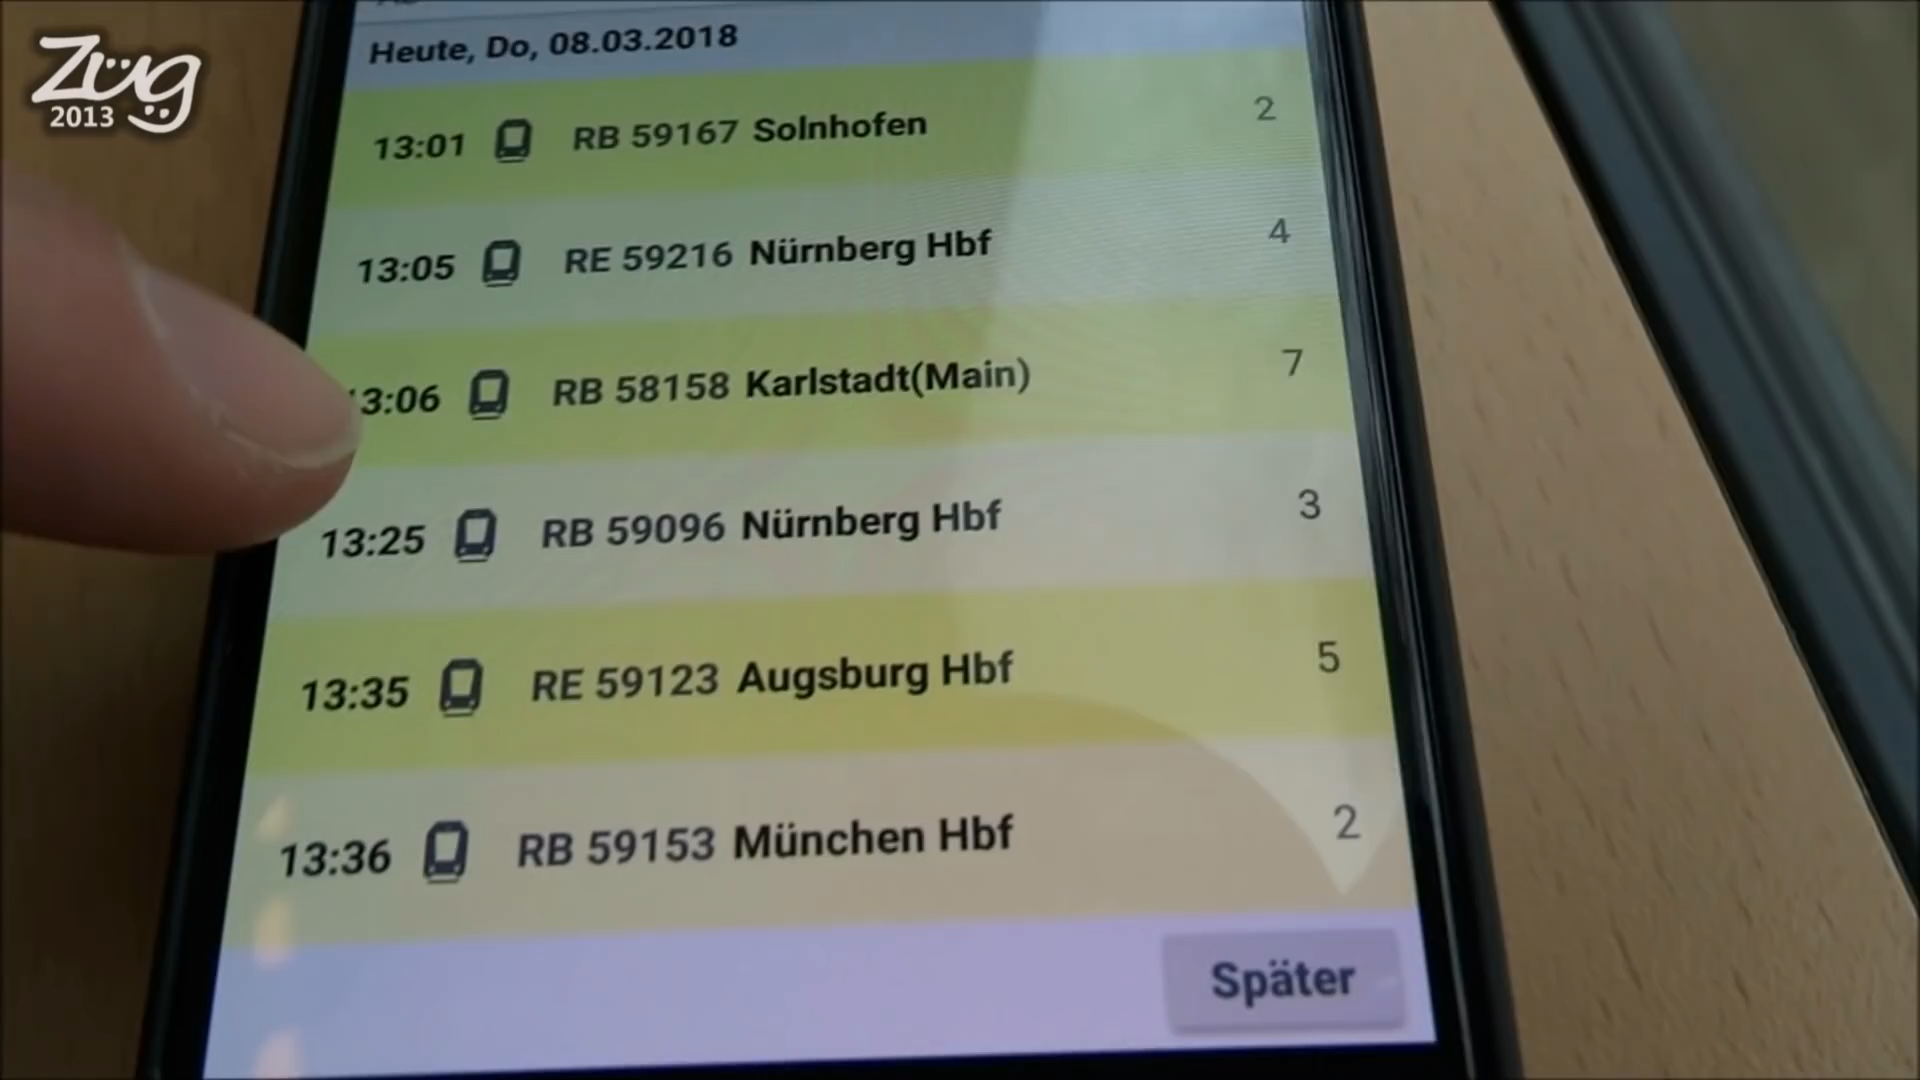 Züg
2013
Heute, Do, 08.03.2018
13:01 RB 59167 Solnhofen 2
13:05 RE 59216 Nürnberg Hbf 4
3:06 RB 58158 Karlstadt(Main) 7
13:25 RB 59096 Nürnberg Hbf 3
13:35 RE 59123 Augsburg Hbf 5
13:36 RB 59153 München Hbf 2
Später